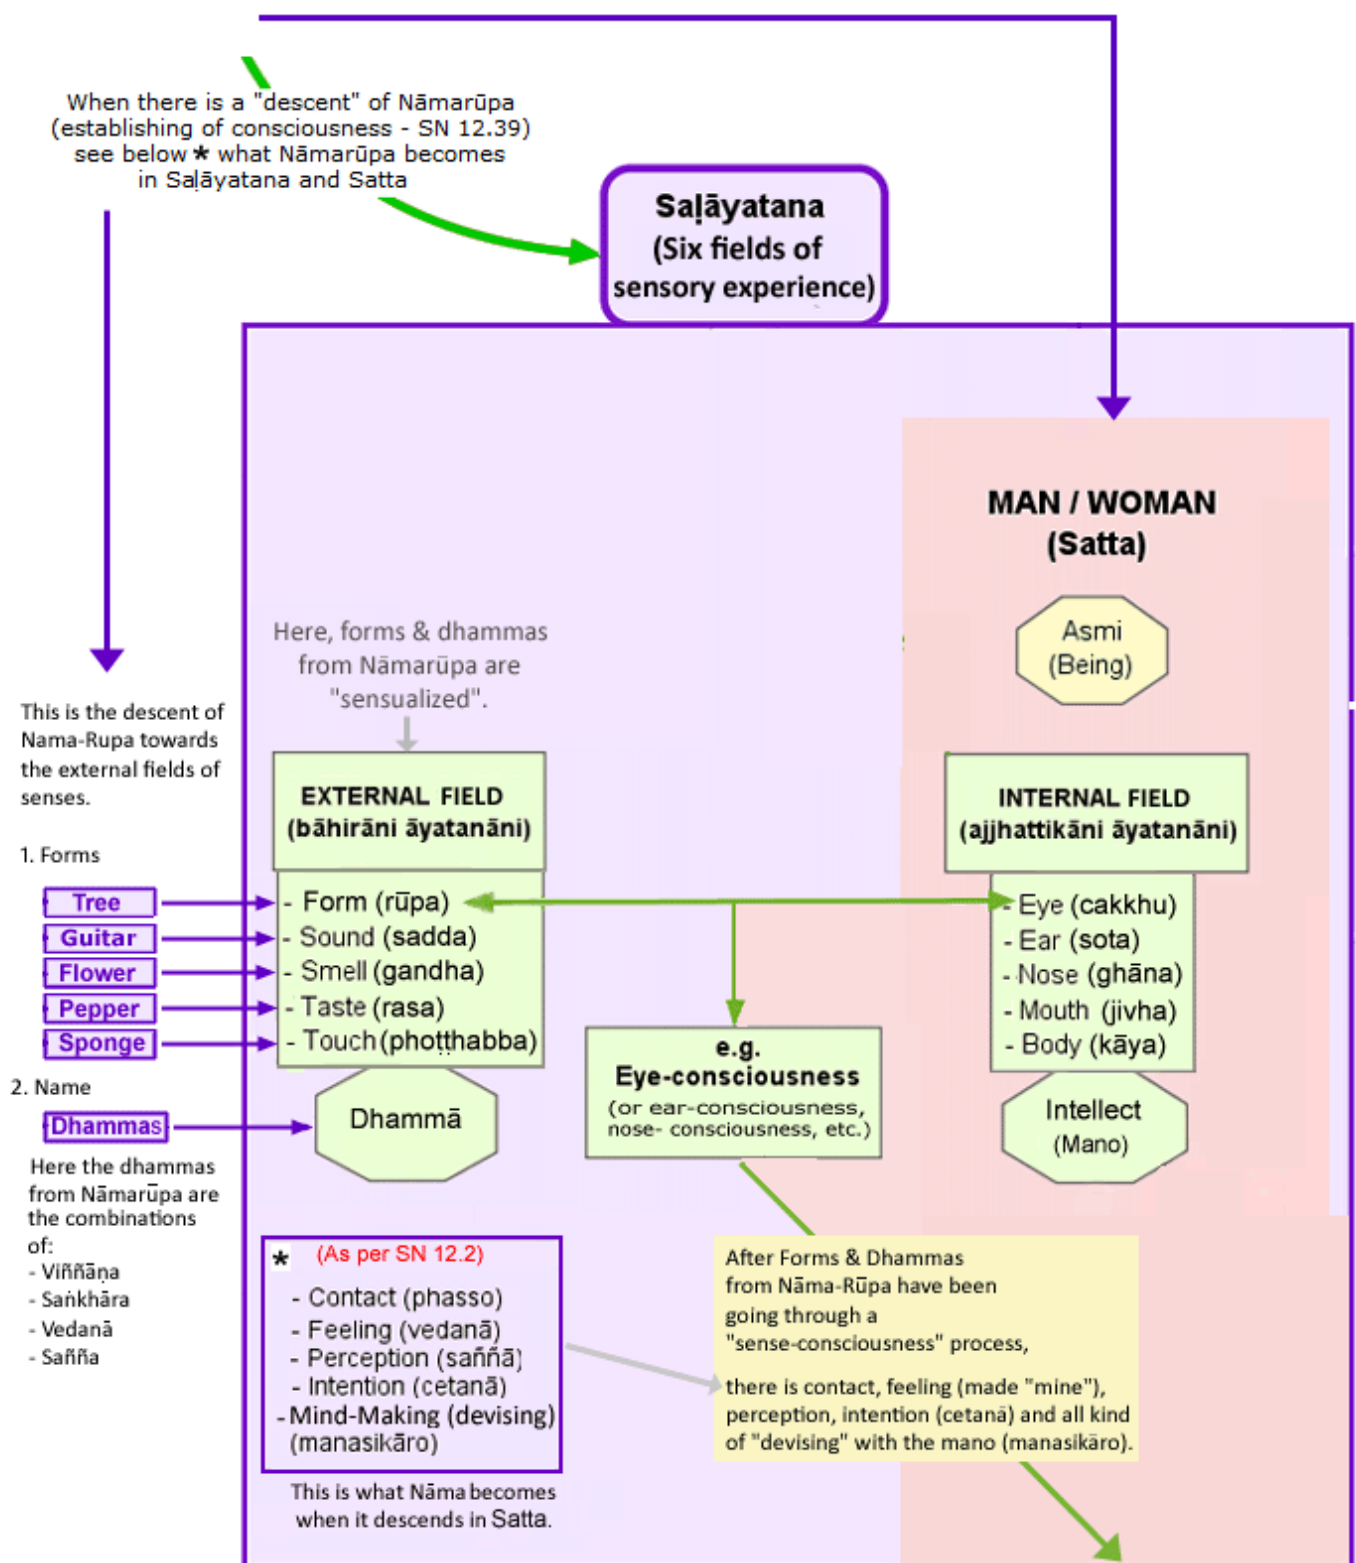 When there is a "descent" of Nāmarūpa
(establishing of consciousness - SN 12.39)
see below * what Nāmarūpa becomes
in Saḷāyatana and Satta
Saḷāyatana
(Six fields of
sensory experience)
MAN / WOMAN
(Satta)
Asmi
(Being)
Here, forms & dhammas
from Nāmarūpa are
"sensualized".
This is the descent of
Nama-Rupa towards
the external fields of
senses.
EXTERNAL FIELD
(bāhirāni āyatanāni)
INTERNAL FIELD
(ajjhattikāni āyatanāni)
1. Forms
Tree
Guitar
Flower
Pepper
Sponge
- Form (rūpa)
- Sound (sadda)
- Smell (gandha)
- Taste (rasa)
- Touch (phoṭṭhabba)
- Eye (cakkhu)
- Ear (sota)
- Nose (ghāna)
- Mouth (jivha)
- Body (kāya)
e.g.
Eye-consciousness
(or ear-consciousness,
nose- consciousness, etc.)
2. Name
Dhammas
Dhammā
Intellect
(Mano)
Here the dhammas
from Nāmarūpa are
the combinations
of:
- Viññāṇa
- Saṅkhāra
- Vedanā
- Sañña
* (As per SN 12.2)
- Contact (phasso)
- Feeling (vedanā)
- Perception (saññā)
- Intention (cetanā)
- Mind-Making (devising)
(manasikāro)
This is what Nāma becomes
when it descends in Satta.
After Forms & Dhammas
from Nāma-Rūpa have been
going through a
"sense-consciousness" process,
there is contact, feeling (made "mine"),
perception, intention (cetanā) and all kind
of "devising" with the mano (manasikāro).